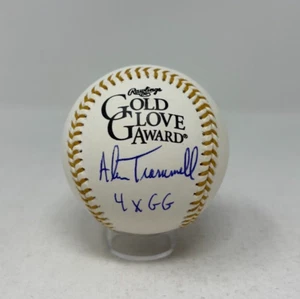 Rawlings
GOLD
GLOVE
AWARD®
Alan Trammell
4 x GG